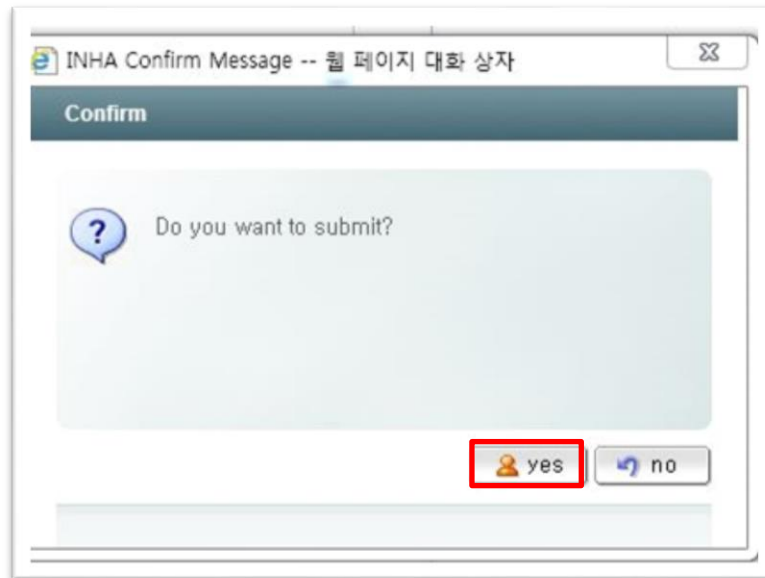 INHA Confirm Message -- 웹 페이지 대화 상자
Confirm
Do you want to submit?
yes
no